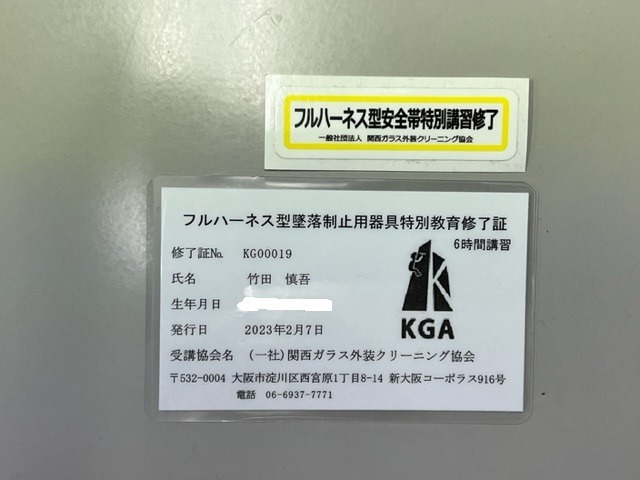 フルハーネス型安全帯特別講習修了
一般社団法人 関西ガラス外装クリーニング協会
フルハーネス型墜落制止用器具特別教育修了証
6時間講習
修了証No. KG00019
氏名 竹田 慎吾
生年月日
発行日 2023年2月7日
KGA
受講協会名 (一社)関西ガラス外装クリーニング協会
〒532-0004 大阪市淀川区西宮原1丁目8-14 新大阪コーポラス916号
電話 06-6937-7771